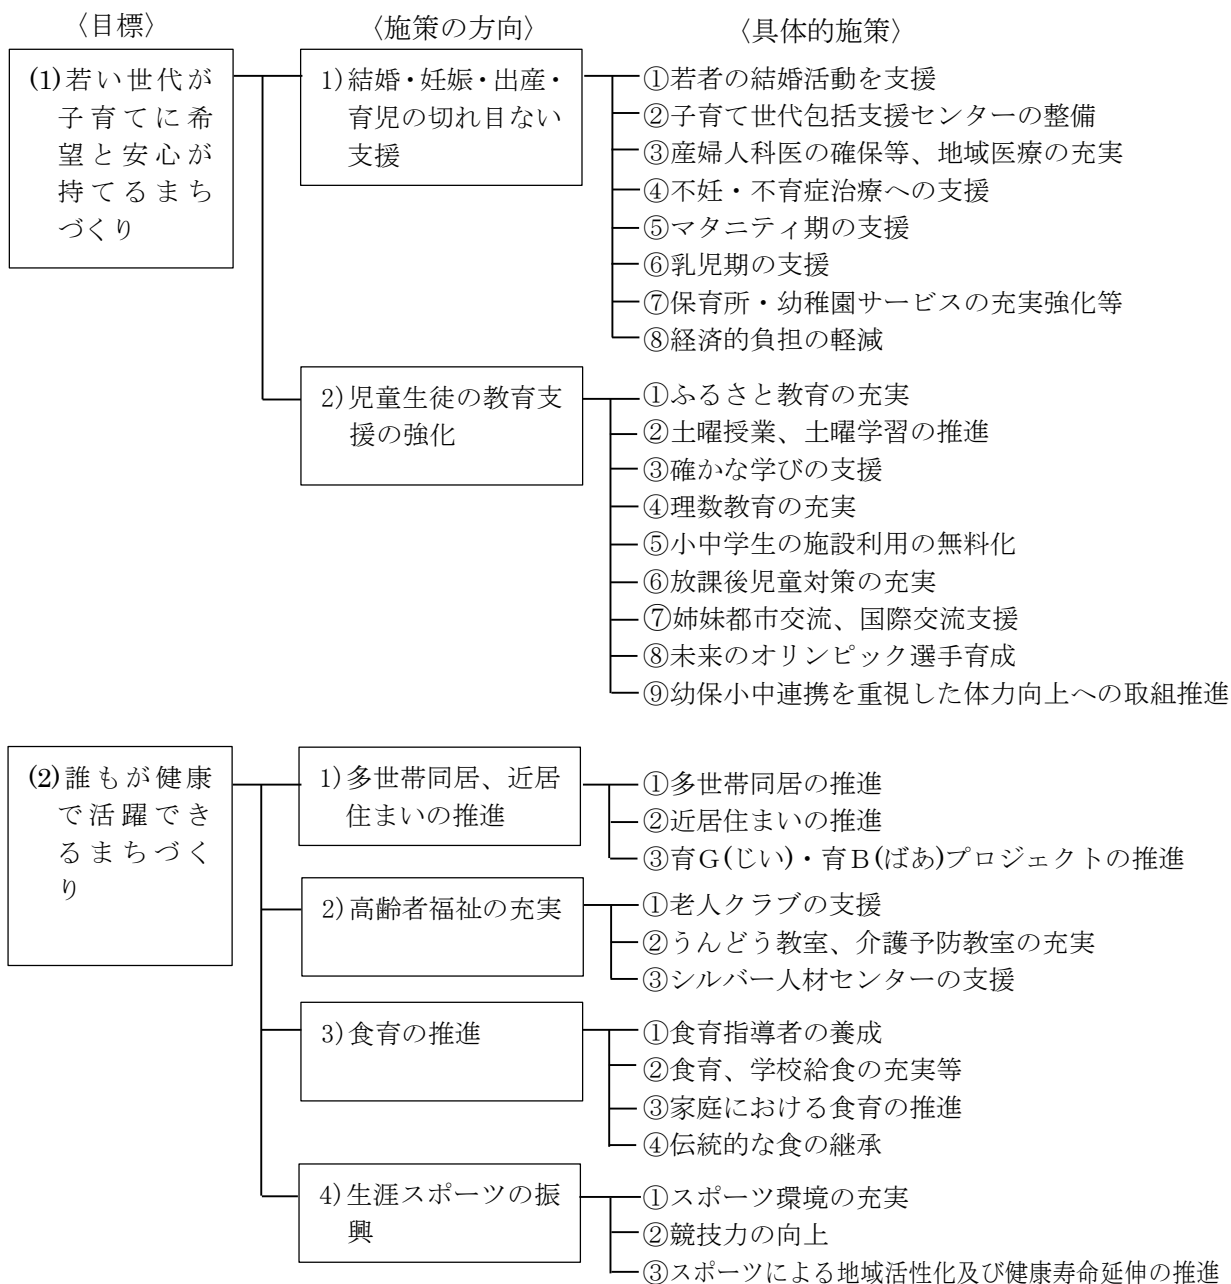 〈目標〉
〈施策の方向〉
〈具体的施策〉
(1)若い世代が
子育てに希
望と安心が
持てるまち
づくり
1)結婚・妊娠・出産・
育児の切れ目ない
支援
①若者の結婚活動を支援
②子育て世代包括支援センターの整備
③産婦人科医の確保等、地域医療の充実
④不妊・不育症治療への支援
⑤マタニティ期の支援
⑥乳児期の支援
⑦保育所・幼稚園サービスの充実強化等
⑧経済的負担の軽減
2)児童生徒の教育支
援の強化
①ふるさと教育の充実
②土曜授業、土曜学習の推進
③確かな学びの支援
④理数教育の充実
⑤小中学生の施設利用の無料化
⑥放課後児童対策の充実
⑦姉妹都市交流、国際交流支援
⑧未来のオリンピック選手育成
⑨幼保小中連携を重視した体力向上への取組推進
(2)誰もが健康
で活躍でき
るまちづく
り
1)多世帯同居、近居
住まいの推進
①多世帯同居の推進
②近居住まいの推進
③育G(じい)・育B(ばあ)プロジェクトの推進
2)高齢者福祉の充実
①老人クラブの支援
②うんどう教室、介護予防教室の充実
③シルバー人材センターの支援
3)食育の推進
①食育指導者の養成
②食育、学校給食の充実等
③家庭における食育の推進
④伝統的な食の継承
4)生涯スポーツの振
興
①スポーツ環境の充実
②競技力の向上
③スポーツによる地域活性化及び健康寿命延伸の推進